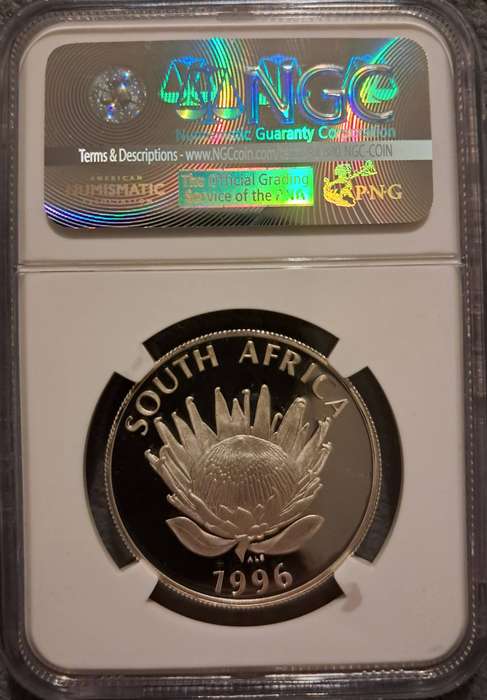 NGC
Numismatic Guaranty Corporation
Terms & Descriptions - www.NGCcoin.com
NGC-COIN
AMERICAN
NUMISMATIC
The Official Grading
Service of the ANA
PNG
SOUTH AFRICA
1996